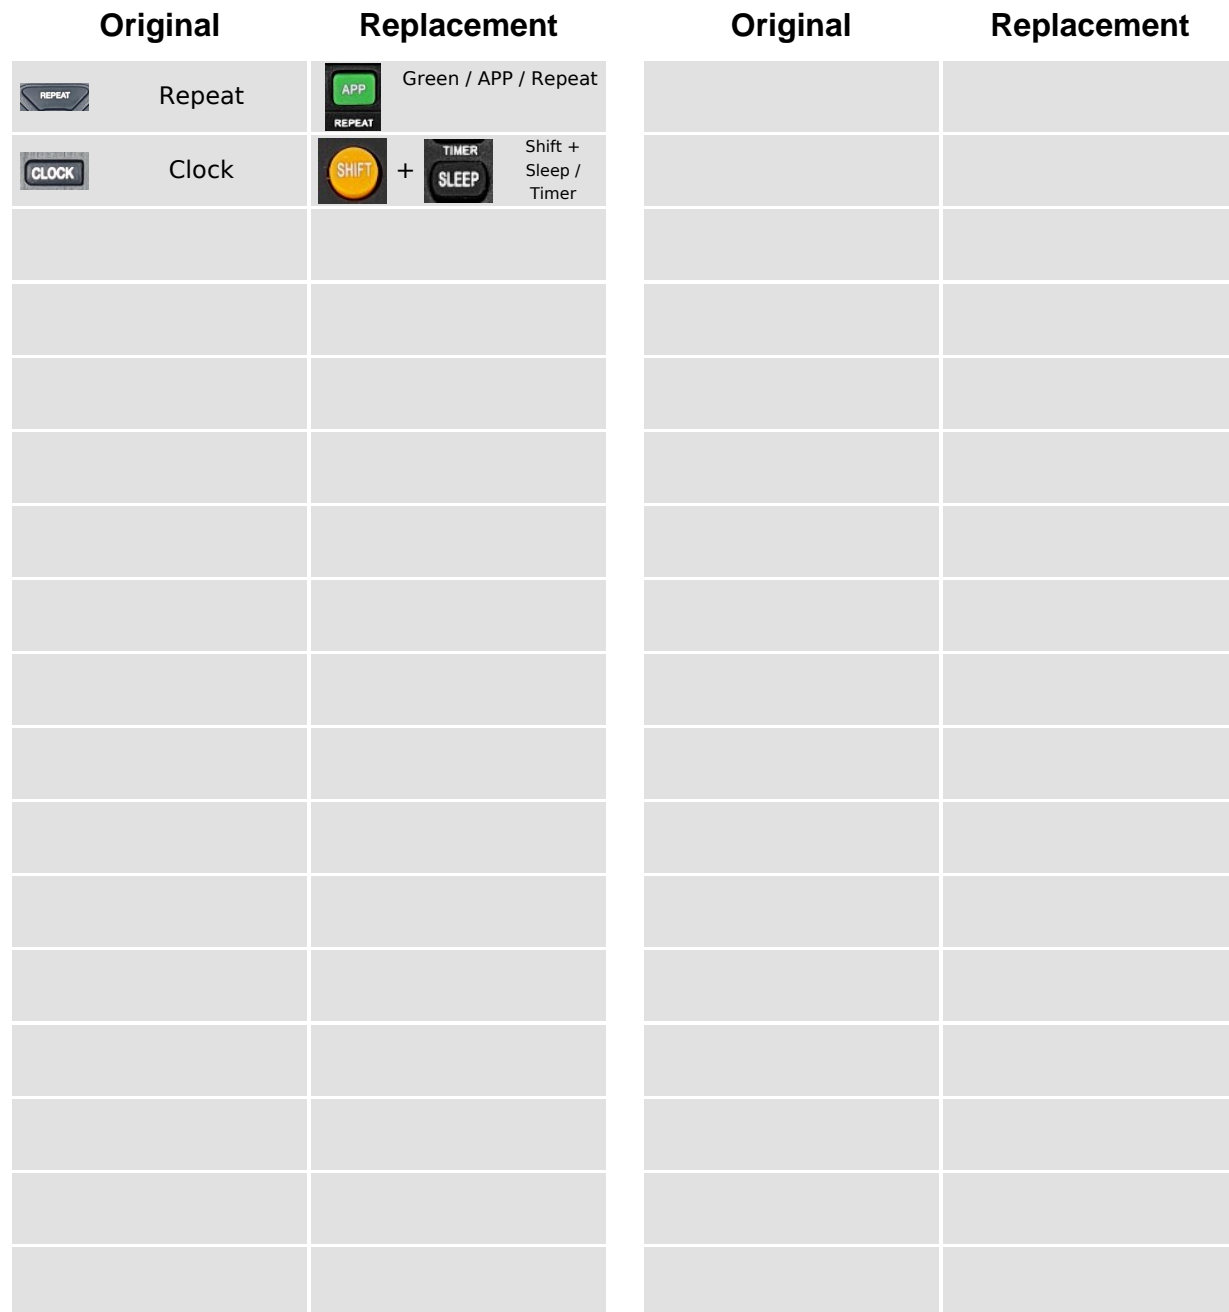 Original Replacement Original Replacement
REPEAT Repeat APP REPEAT Green / APP / Repeat
CLOCK Clock SHIFT + TIMER SLEEP Shift +
Sleep /
Timer